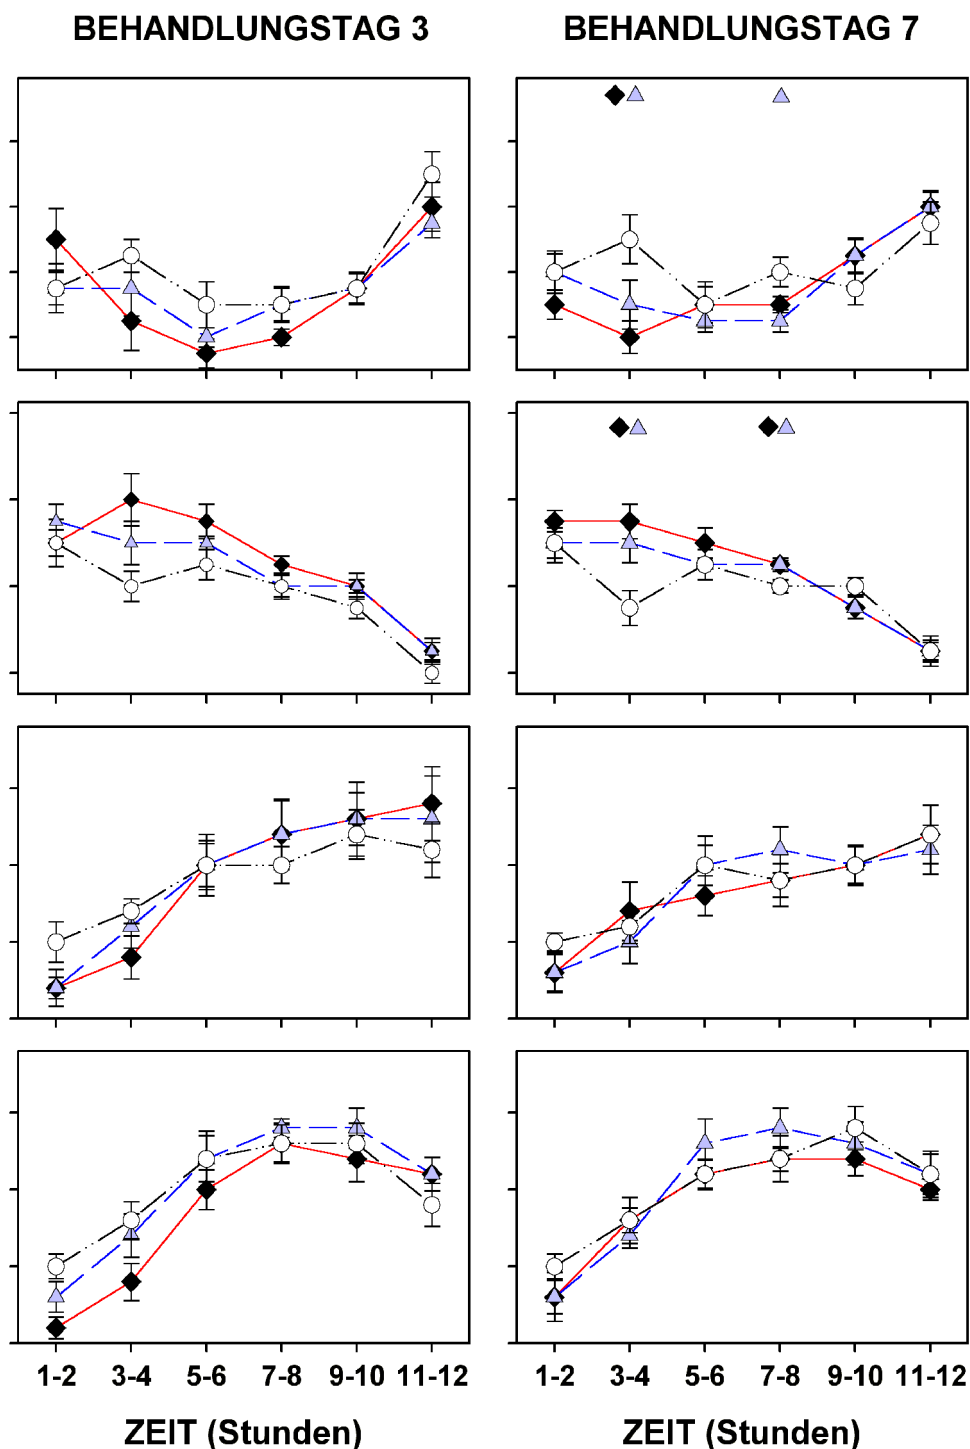 BEHANDLUNGSTAG 3 BEHANDLUNGSTAG 7
1-2 3-4 5-6 7-8 9-10 11-12 1-2 3-4 5-6 7-8 9-10 11-12
ZEIT (Stunden) ZEIT (Stunden)